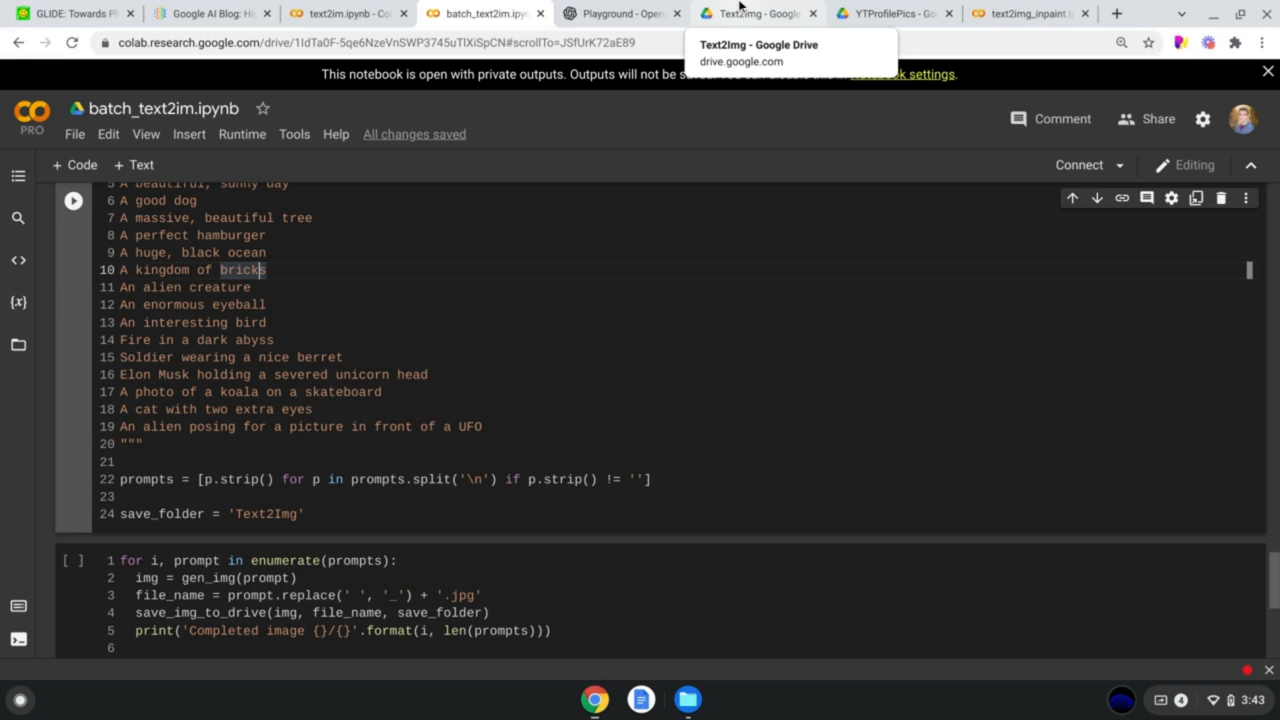 GLIDE: Towards Ph
Google AI Blog: Hi
text2im.ipynb - Col
batch_text2im.ipyn
Playground - Open
Text2Img - Google
YTProfilePics - Go
text2img_inpaint.i
colab.research.google.com/drive/1IdTa0F-5qe6NzeVnSWP3745uTlXiSpCN#scrollTo=JSfUrK72aE89
Text2Img - Google Drive
drive.google.com
This notebook is open with private outputs. Outputs will not be
settings.
PRO
batch_text2im.ipynb
Comment
Share
File Edit View Insert Runtime Tools Help All changes saved
+ Code + Text
Connect
Editing
5 A beautiful, sunny day
6 A good dog
7 A massive, beautiful tree
8 A perfect hamburger
9 A huge, black ocean
10 A kingdom of bricks
11 An alien creature
12 An enormous eyeball
13 An interesting bird
14 Fire in a dark abyss
15 Soldier wearing a nice berret
16 Elon Musk holding a severed unicorn head
17 A photo of a koala on a skateboard
18 A cat with two extra eyes
19 An alien posing for a picture in front of a UFO
20 """
21
22 prompts = [p.strip() for p in prompts.split('\n') if p.strip() != '']
23
24 save_folder = 'Text2Img'
[ ] 1 for i, prompt in enumerate(prompts):
2 img = gen_img(prompt)
3 file_name = prompt.replace(' ', '_') + '.jpg'
4 save_img_to_drive(img, file_name, save_folder)
5 print('Completed image {}/{}'.format(i, len(prompts)))
6
4
3:43